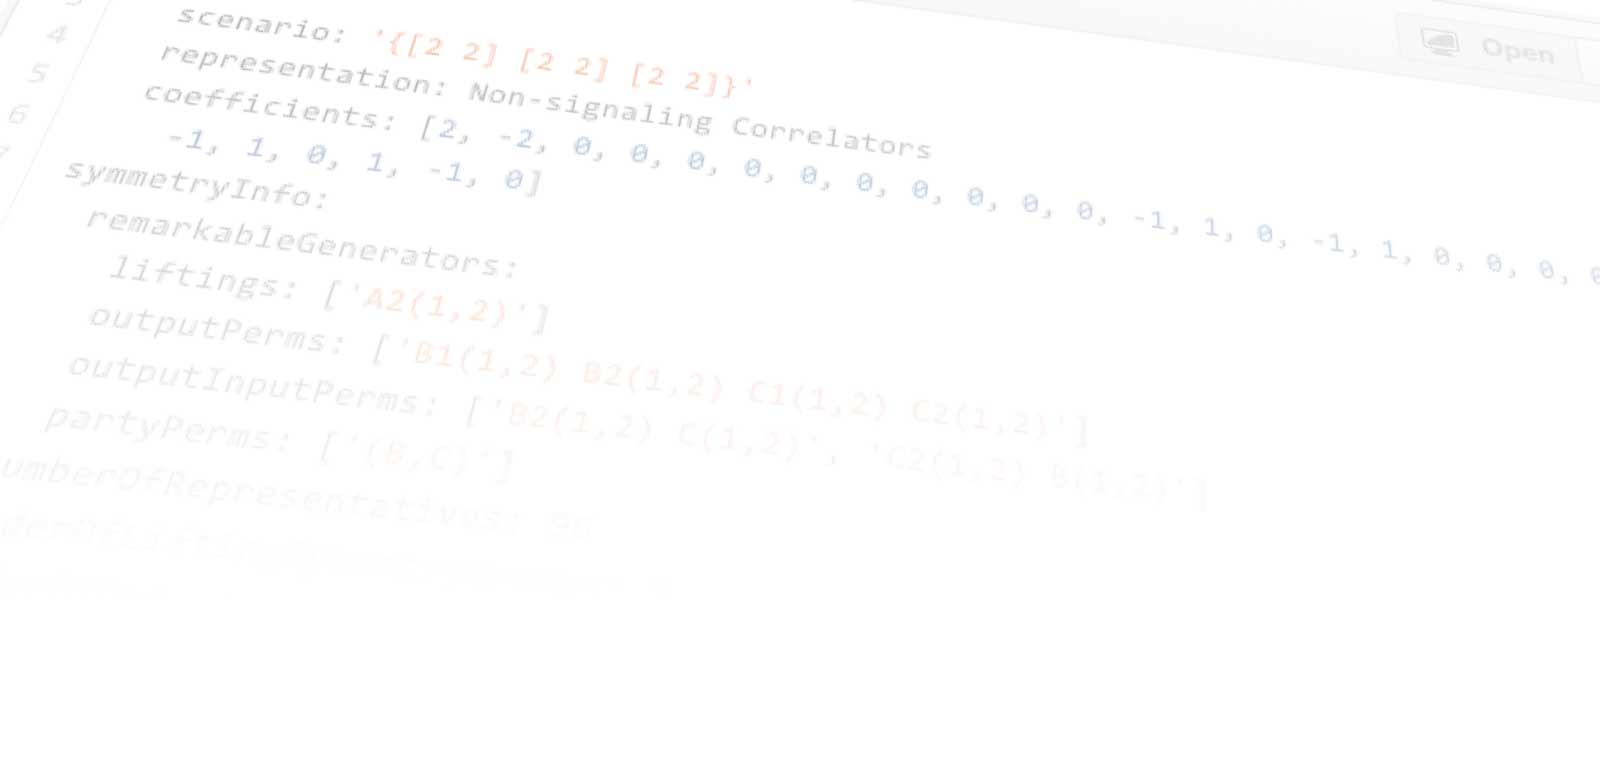 Open
4
5
6
7
scenario: '{[2 2] [2 2] [2 2]}'
representation: Non-signaling Correlators
coefficients: [2, -2, 0, 0, 0, 0, 0, 0, 0, 0, 0, 0, -1, 1, 0, -1, 1, 0, 0, 0,
-1, 1, 0, 1, -1, 0]
symmetryInfo:
remarkableGenerators:
liftings: ['A2(1,2)']
outputPerms: ['B1(1,2) B2(1,2) C1(1,2) C2(1,2)']
outputInputPerms: ['B2(1,2) C(1,2)', 'C2(1,2) B(1,2)']
partyPerms: ['(B,C)']
umberOfRepresentatives: 96